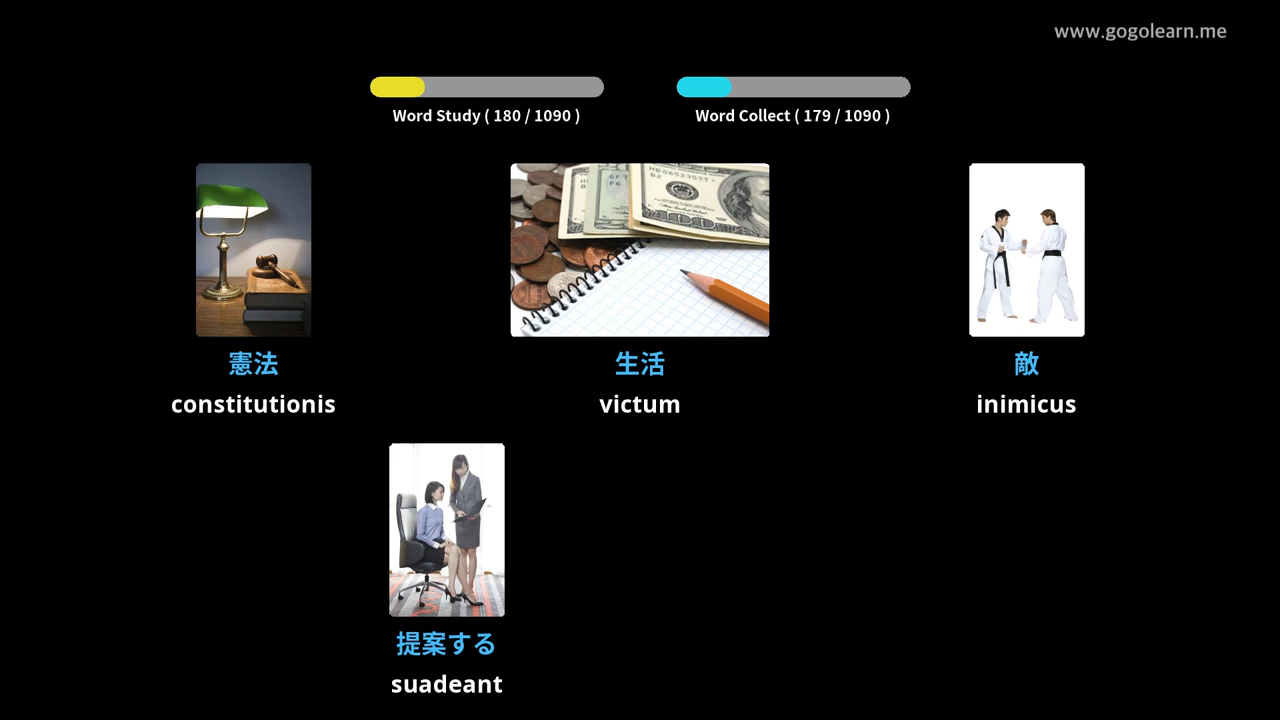 www.gogolearn.me
Word Study ( 180 / 1090 )
Word Collect ( 179 / 1090 )
憲法
constitutionis
生活
victum
敵
inimicus
提案する
suadeant